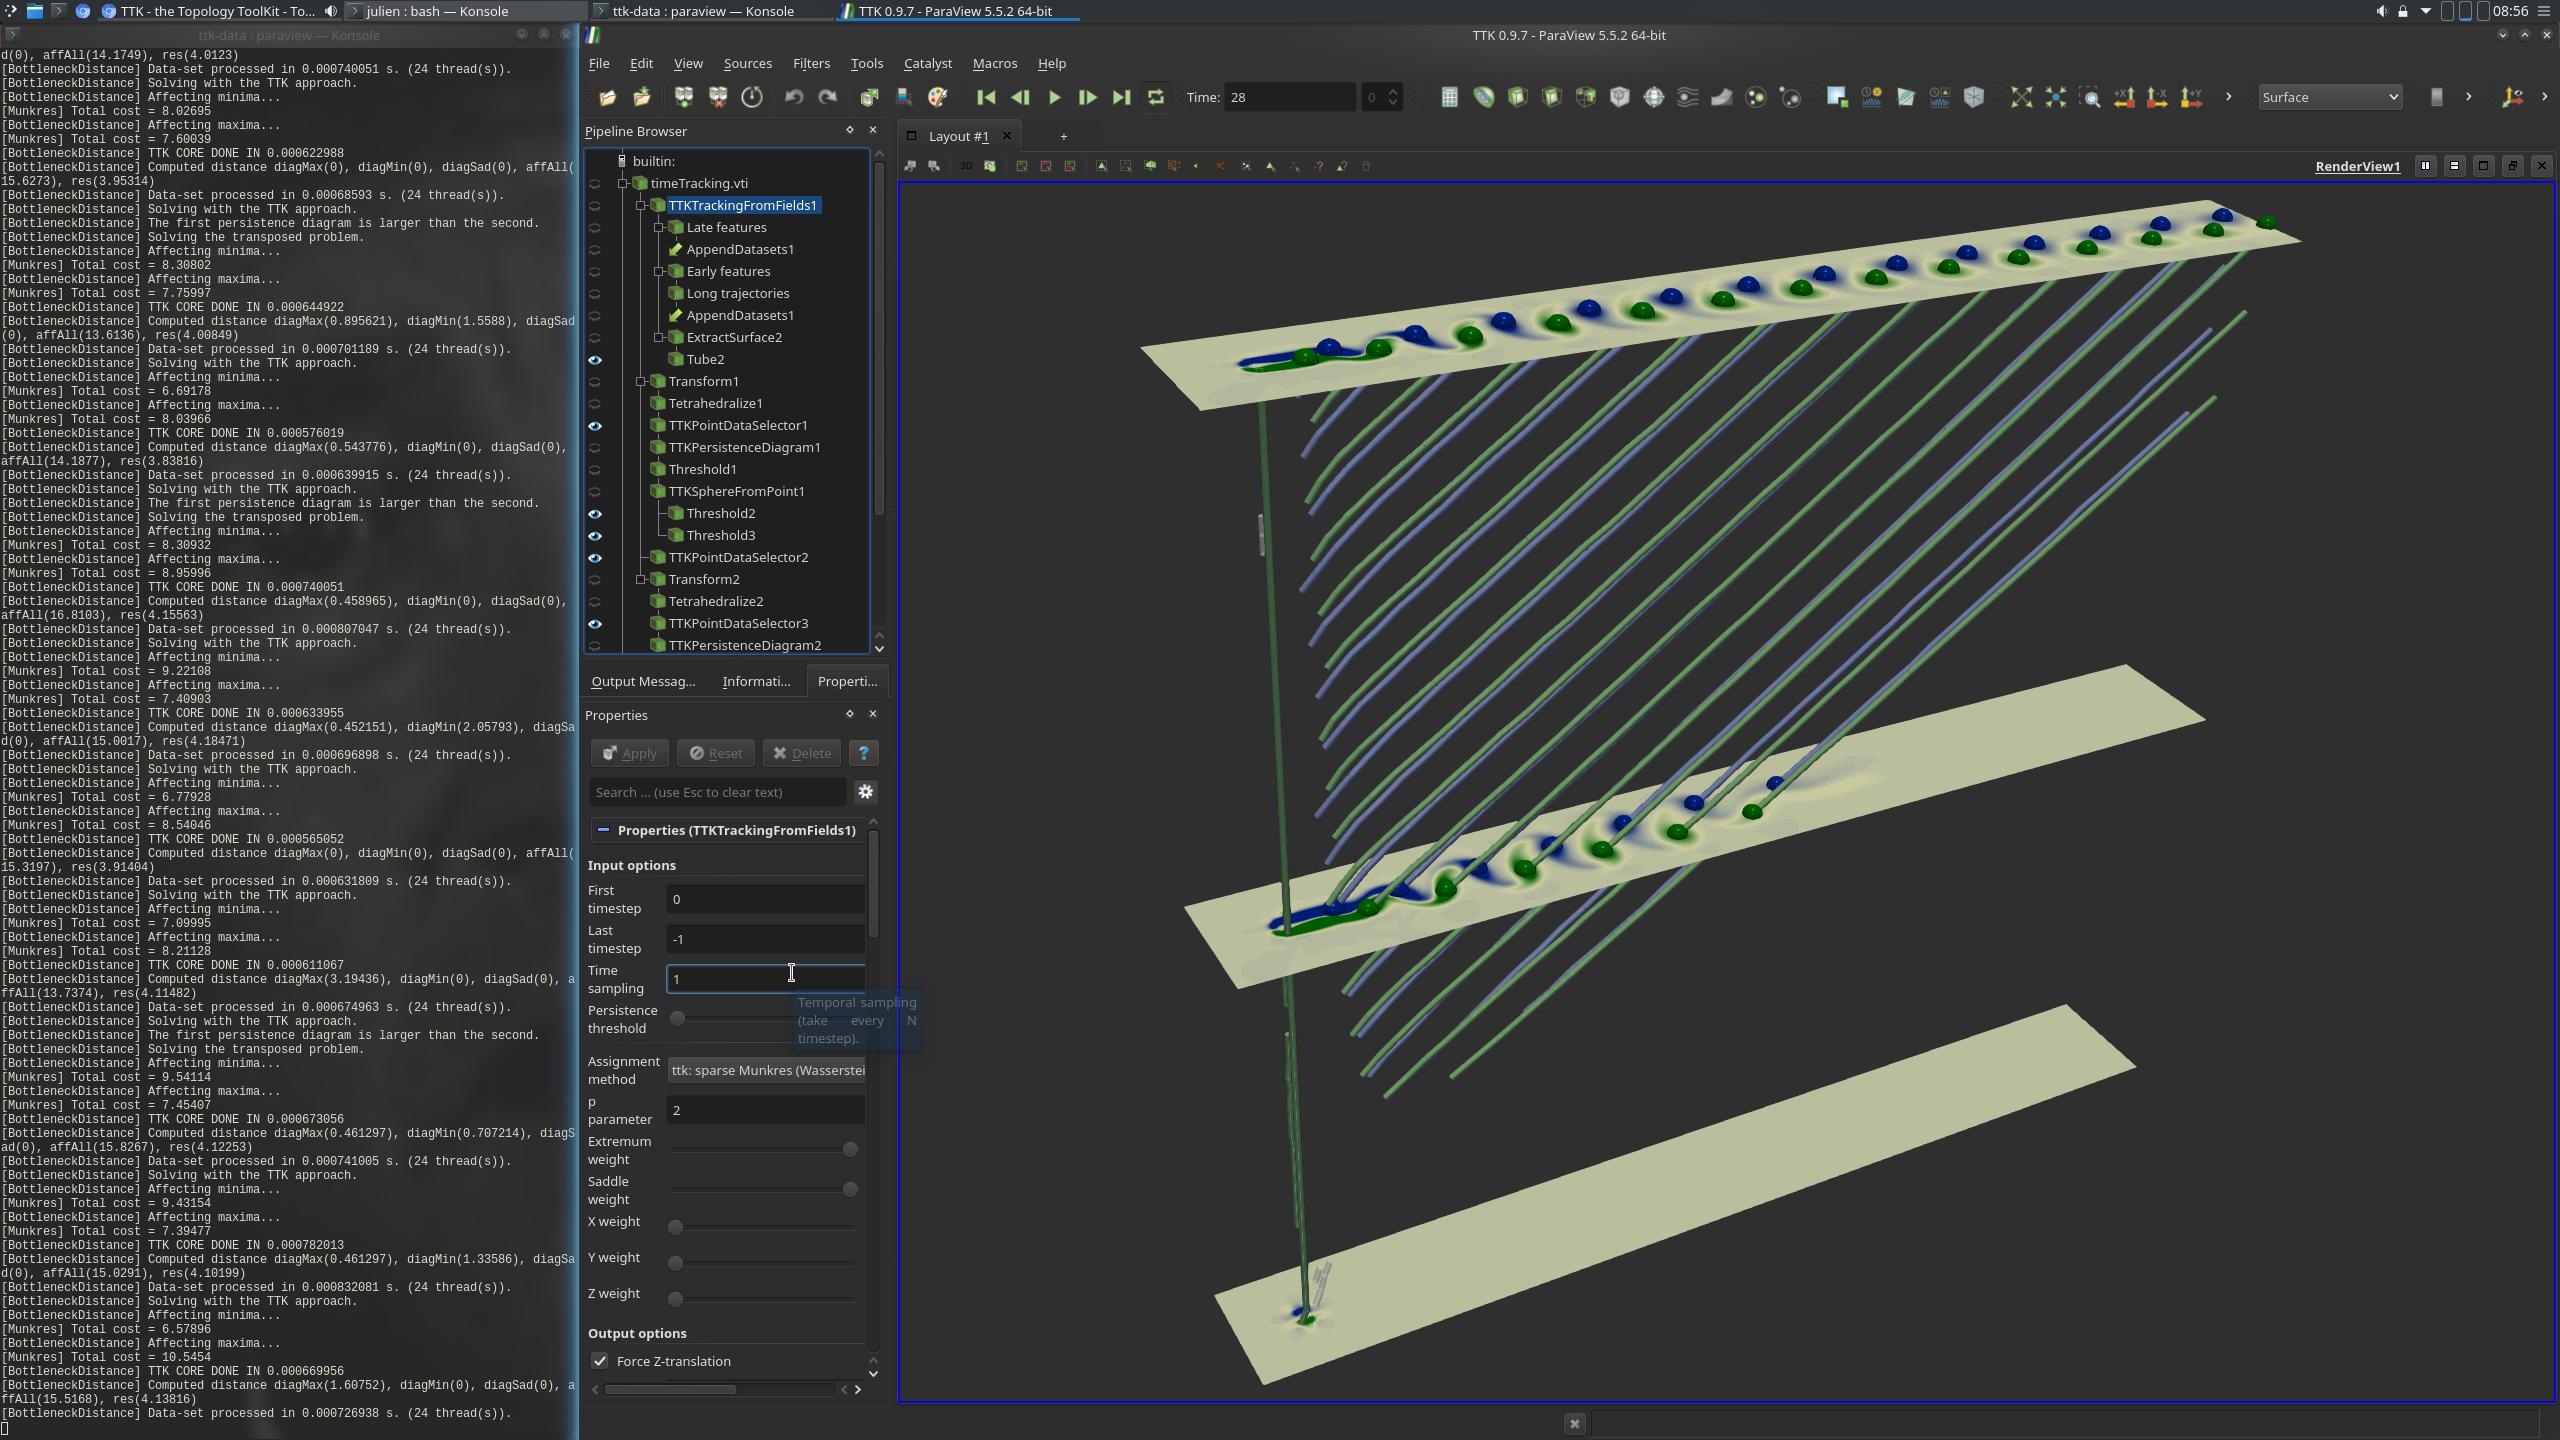 TTK - the Topology ToolKit - To...
julien : bash — Konsole
ttk-data : paraview — Konsole
TTK 0.9.7 - ParaView 5.5.2 64-bit
08:56
ttk-data : paraview — Konsole
d(0), affAll(14.1749), res(4.0123)
[BottleneckDistance] Data-set processed in 0.000740051 s. (24 thread(s)).
[BottleneckDistance] Solving with the TTK approach.
[BottleneckDistance] Affecting minima...
[Munkres] Total cost = 8.02695
[BottleneckDistance] Affecting maxima...
[Munkres] Total cost = 7.60039
[BottleneckDistance] TTK CORE DONE IN 0.000622988
[BottleneckDistance] Computed distance diagMax(0), diagMin(0), diagSad(0), affAll(
15.6273), res(3.95314)
[BottleneckDistance] Data-set processed in 0.00068593 s. (24 thread(s)).
[BottleneckDistance] Solving with the TTK approach.
[BottleneckDistance] The first persistence diagram is larger than the second.
[BottleneckDistance] Solving the transposed problem.
[BottleneckDistance] Affecting minima...
[Munkres] Total cost = 8.30802
[BottleneckDistance] Affecting maxima...
[Munkres] Total cost = 7.75997
[BottleneckDistance] TTK CORE DONE IN 0.000644922
[BottleneckDistance] Computed distance diagMax(0.895621), diagMin(1.5588), diagSad
(0), affAll(13.6136), res(4.00849)
[BottleneckDistance] Data-set processed in 0.000701189 s. (24 thread(s)).
[BottleneckDistance] Solving with the TTK approach.
[BottleneckDistance] Affecting minima...
[Munkres] Total cost = 6.69178
[BottleneckDistance] Affecting maxima...
[Munkres] Total cost = 8.03966
[BottleneckDistance] TTK CORE DONE IN 0.000576019
[BottleneckDistance] Computed distance diagMax(0.543776), diagMin(0), diagSad(0),
affAll(14.1877), res(3.83816)
[BottleneckDistance] Data-set processed in 0.000639915 s. (24 thread(s)).
[BottleneckDistance] Solving with the TTK approach.
[BottleneckDistance] The first persistence diagram is larger than the second.
[BottleneckDistance] Solving the transposed problem.
[BottleneckDistance] Affecting minima...
[Munkres] Total cost = 8.30932
[BottleneckDistance] Affecting maxima...
[Munkres] Total cost = 8.95996
[BottleneckDistance] TTK CORE DONE IN 0.000740051
[BottleneckDistance] Computed distance diagMax(0.458965), diagMin(0), diagSad(0),
affAll(16.8103), res(4.15563)
[BottleneckDistance] Data-set processed in 0.000807047 s. (24 thread(s)).
[BottleneckDistance] Solving with the TTK approach.
[BottleneckDistance] Affecting minima...
[Munkres] Total cost = 9.22108
[BottleneckDistance] Affecting maxima...
[Munkres] Total cost = 7.40903
[BottleneckDistance] TTK CORE DONE IN 0.000633955
[BottleneckDistance] Computed distance diagMax(0.452151), diagMin(2.05793), diagSa
d(0), affAll(15.0017), res(4.18471)
[BottleneckDistance] Data-set processed in 0.000696898 s. (24 thread(s)).
[BottleneckDistance] Solving with the TTK approach.
[BottleneckDistance] Affecting minima...
[Munkres] Total cost = 6.77928
[BottleneckDistance] Affecting maxima...
[Munkres] Total cost = 8.54046
[BottleneckDistance] TTK CORE DONE IN 0.000565052
[BottleneckDistance] Computed distance diagMax(0), diagMin(0), diagSad(0), affAll(
15.3197), res(3.91404)
[BottleneckDistance] Data-set processed in 0.000631809 s. (24 thread(s)).
[BottleneckDistance] Solving with the TTK approach.
[BottleneckDistance] Affecting minima...
[Munkres] Total cost = 7.09995
[BottleneckDistance] Affecting maxima...
[Munkres] Total cost = 8.21128
[BottleneckDistance] TTK CORE DONE IN 0.000611067
[BottleneckDistance] Computed distance diagMax(3.19436), diagMin(0), diagSad(0), a
ffAll(13.7374), res(4.11482)
[BottleneckDistance] Data-set processed in 0.000674963 s. (24 thread(s)).
[BottleneckDistance] Solving with the TTK approach.
[BottleneckDistance] The first persistence diagram is larger than the second.
[BottleneckDistance] Solving the transposed problem.
[BottleneckDistance] Affecting minima...
[Munkres] Total cost = 9.54114
[BottleneckDistance] Affecting maxima...
[Munkres] Total cost = 7.45407
[BottleneckDistance] TTK CORE DONE IN 0.000673056
[BottleneckDistance] Computed distance diagMax(0.461297), diagMin(0.707214), diagS
ad(0), affAll(15.8267), res(4.12253)
[BottleneckDistance] Data-set processed in 0.000741005 s. (24 thread(s)).
[BottleneckDistance] Solving with the TTK approach.
[BottleneckDistance] Affecting minima...
[Munkres] Total cost = 9.43154
[BottleneckDistance] Affecting maxima...
[Munkres] Total cost = 7.39477
[BottleneckDistance] TTK CORE DONE IN 0.000782013
[BottleneckDistance] Computed distance diagMax(0.461297), diagMin(1.33586), diagSa
d(0), affAll(15.0291), res(4.10199)
[BottleneckDistance] Data-set processed in 0.000832081 s. (24 thread(s)).
[BottleneckDistance] Solving with the TTK approach.
[BottleneckDistance] Affecting minima...
[Munkres] Total cost = 6.57896
[BottleneckDistance] Affecting maxima...
[Munkres] Total cost = 10.5454
[BottleneckDistance] TTK CORE DONE IN 0.000669956
[BottleneckDistance] Computed distance diagMax(1.60752), diagMin(0), diagSad(0), a
ffAll(15.5168), res(4.13816)
[BottleneckDistance] Data-set processed in 0.000726938 s. (24 thread(s)).
TTK 0.9.7 - ParaView 5.5.2 64-bit
File Edit View Sources Filters Tools Catalyst Macros Help
Time: 28 0
Surface
Pipeline Browser
builtin:
timeTracking.vti
TTKTrackingFromFields1
Late features
AppendDatasets1
Early features
Long trajectories
AppendDatasets1
ExtractSurface2
Tube2
Transform1
Tetrahedralize1
TTKPointDataSelector1
TTKPersistenceDiagram1
Threshold1
TTKSphereFromPoint1
Threshold2
Threshold3
TTKPointDataSelector2
Transform2
Tetrahedralize2
TTKPointDataSelector3
TTKPersistenceDiagram2
Output Messag... Informati... Properti...
Properties
Apply Reset Delete ?
Search ... (use Esc to clear text)
Properties (TTKTrackingFromFields1)
Input options
First
timestep
0
Last
timestep
-1
Time
sampling
1
Temporal sampling
(take every N
timestep).
Persistence
threshold
Assignment
method
ttk: sparse Munkres (Wasserstei
p
parameter
2
Extremum
weight
Saddle
weight
X weight
Y weight
Z weight
Output options
Force Z-translation
Layout #1
+
3D
RenderView1